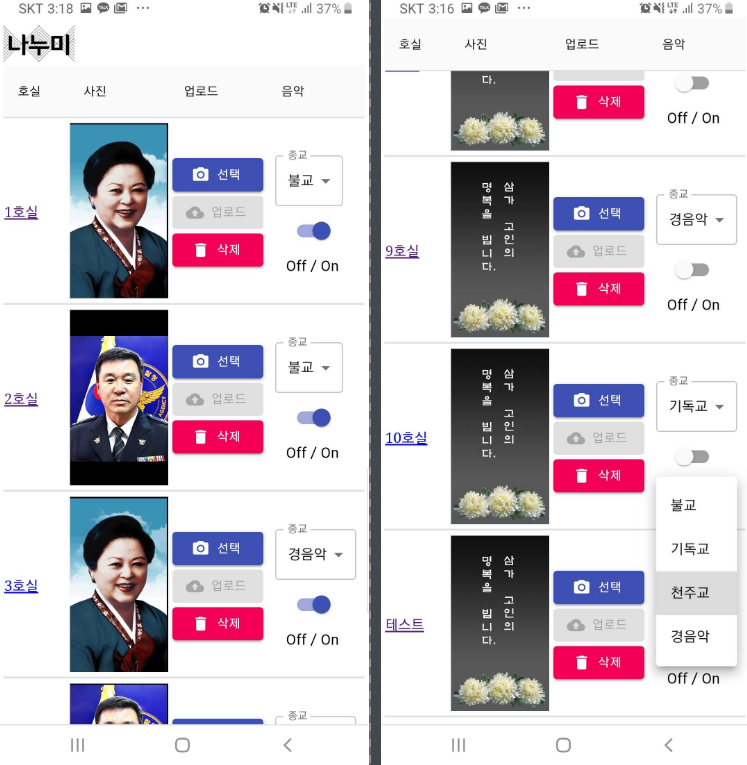 SKT 3:18 37%
나누미
호실 사진 업로드 음악
1호실 선택 업로드 삭제 종교 불교 Off / On
2호실 선택 업로드 삭제 종교 불교 Off / On
3호실 선택 업로드 삭제 종교 경음악 Off / On
종교
SKT 3:16 37%
호실 사진 업로드 음악
다. 삭제 Off / On
9호실 삼가 고인의 명복을 빕니다. 선택 업로드 삭제 종교 경음악 Off / On
10호실 삼가 고인의 명복을 빕니다. 선택 업로드 삭제 종교 기독교
불교
기독교
천주교
경음악
테스트 삼가 고인의 명복을 빕니다. 선택 업로드 삭제 Off / On